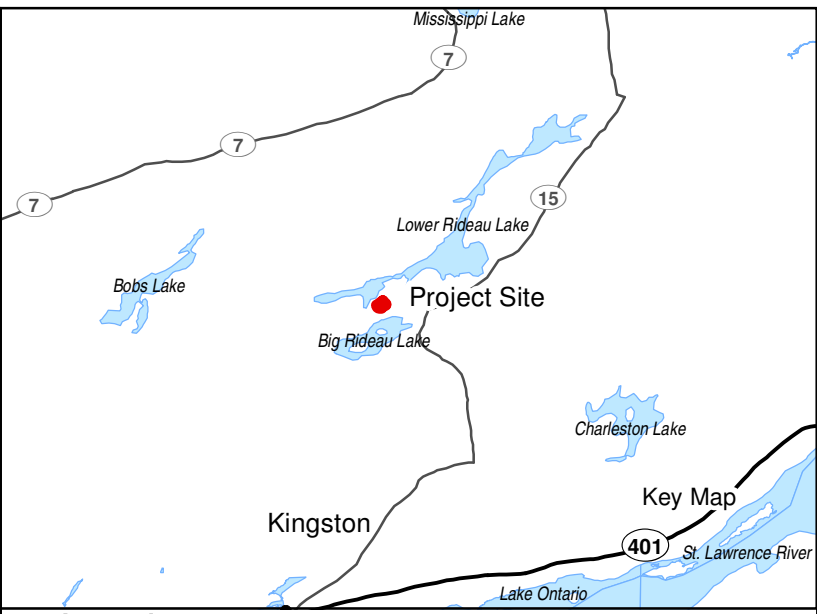 Mississippi Lake
7
7
15
7
Lower Rideau Lake
Bobs Lake
Project Site
Big Rideau Lake
Charleston Lake
Key Map
Kingston
401
St. Lawrence River
Lake Ontario